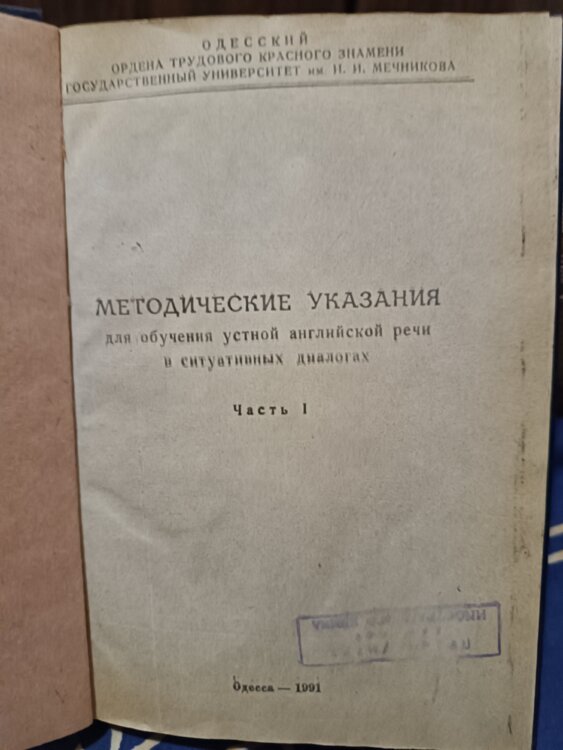 ОДЕССКИЙ
ОРДЕНА ТРУДОВОГО КРАСНОГО ЗНАМЕНИ
ГОСУДАРСТВЕННЫЙ УНИВЕРСИТЕТ им. И. И. МЕЧНИКОВА
МЕТОДИЧЕСКИЕ УКАЗАНИЯ
для обучения устной английской речи
в ситуативных диалогах
Часть I
Одесса — 1991